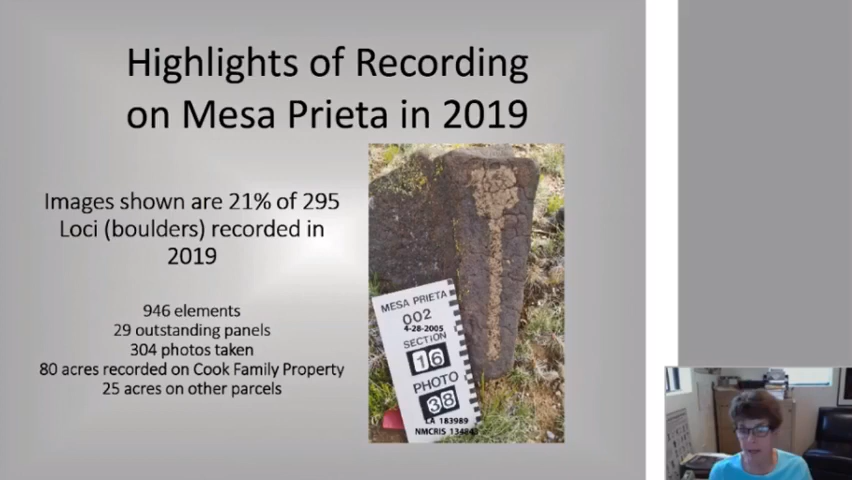 Highlights of Recording
on Mesa Prieta in 2019
Images shown are 21% of 295
Loci (boulders) recorded in
2019
946 elements
29 outstanding panels
304 photos taken
80 acres recorded on Cook Family Property
25 acres on other parcels
MESA PRIETA
002
4-28-2005
SECTION
16
PHOTO
38
LA 183989
NMCRIS